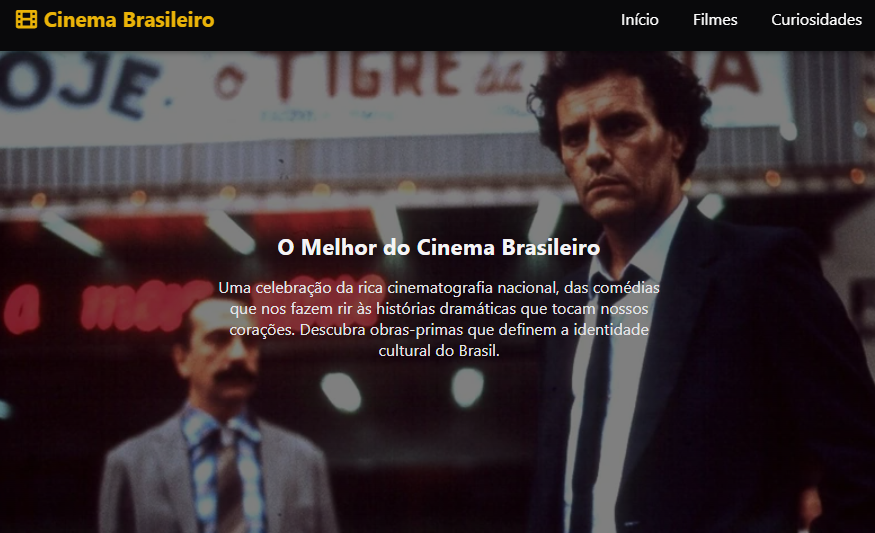 Cinema Brasileiro
Início
Filmes
Curiosidades
OJE.
O TIGRE da
O Melhor do Cinema Brasileiro
Uma celebração da rica cinematografia nacional, das comédias
que nos fazem rir às histórias dramáticas que tocam nossos
corações. Descubra obras-primas que definem a identidade
cultural do Brasil.